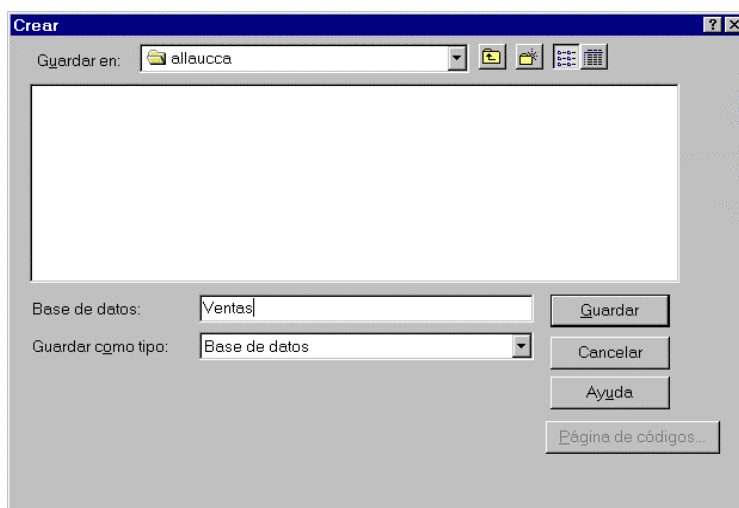 Crear
Guardar en: allaucca
Base de datos: Ventas
Guardar
Guardar como tipo: Base de datos
Cancelar
Ayuda
Página de códigos...